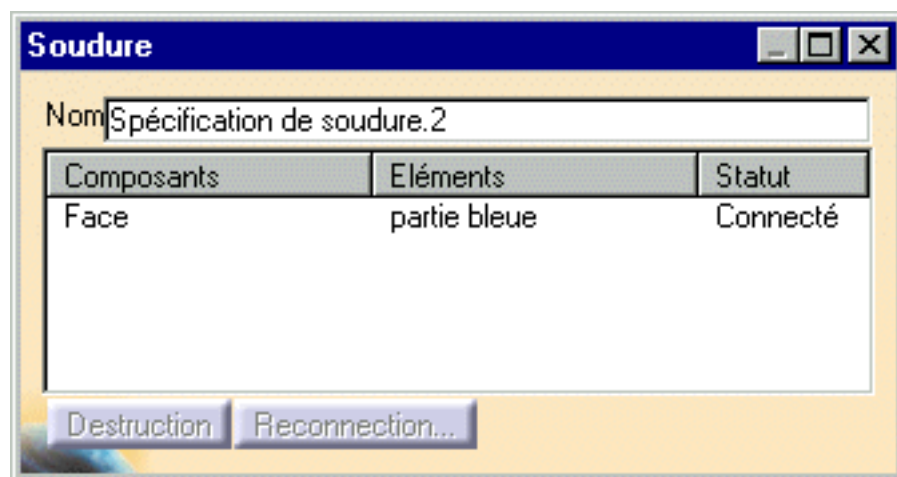 Soudure
Nom Spécification de soudure.2
Composants Eléments Statut
Face partie bleue Connecté
Destruction Reconnection...